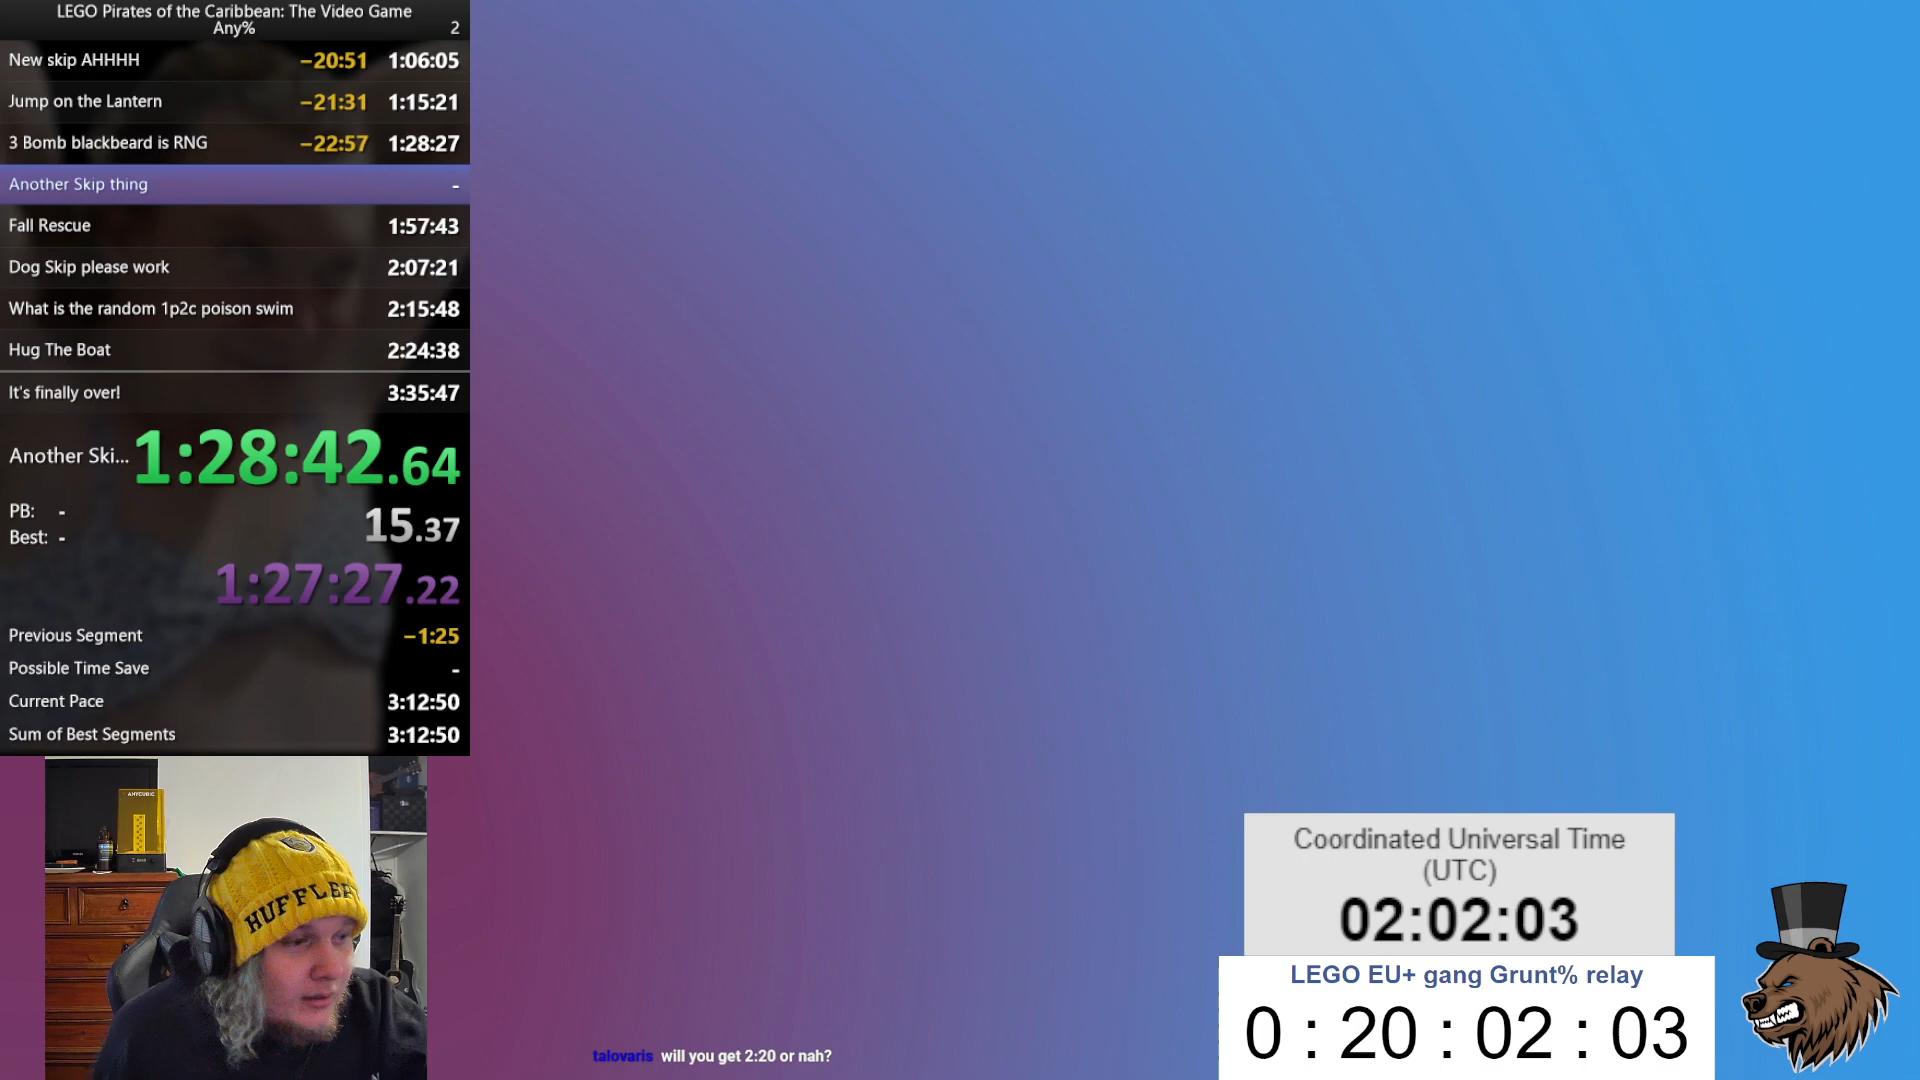 LEGO Pirates of the Caribbean: The Video Game
Any%
2
New skip AHHHH −20:51 1:06:05
Jump on the Lantern −21:31 1:15:21
3 Bomb blackbeard is RNG −22:57 1:28:27
Another Skip thing -
Fall Rescue 1:57:43
Dog Skip please work 2:07:21
What is the random 1p2c poison swim 2:15:48
Hug The Boat 2:24:38
It's finally over! 3:35:47
Another Ski... 1:28:42.64
PB: -
Best: -
15.37
1:27:27.22
Previous Segment −1:25
Possible Time Save -
Current Pace 3:12:50
Sum of Best Segments 3:12:50
ANYCUBIC
HUFFLEP
talovaris will you get 2:20 or nah?
Coordinated Universal Time
(UTC)
02:02:03
LEGO EU+ gang Grunt% relay
0 : 20 : 02 : 03